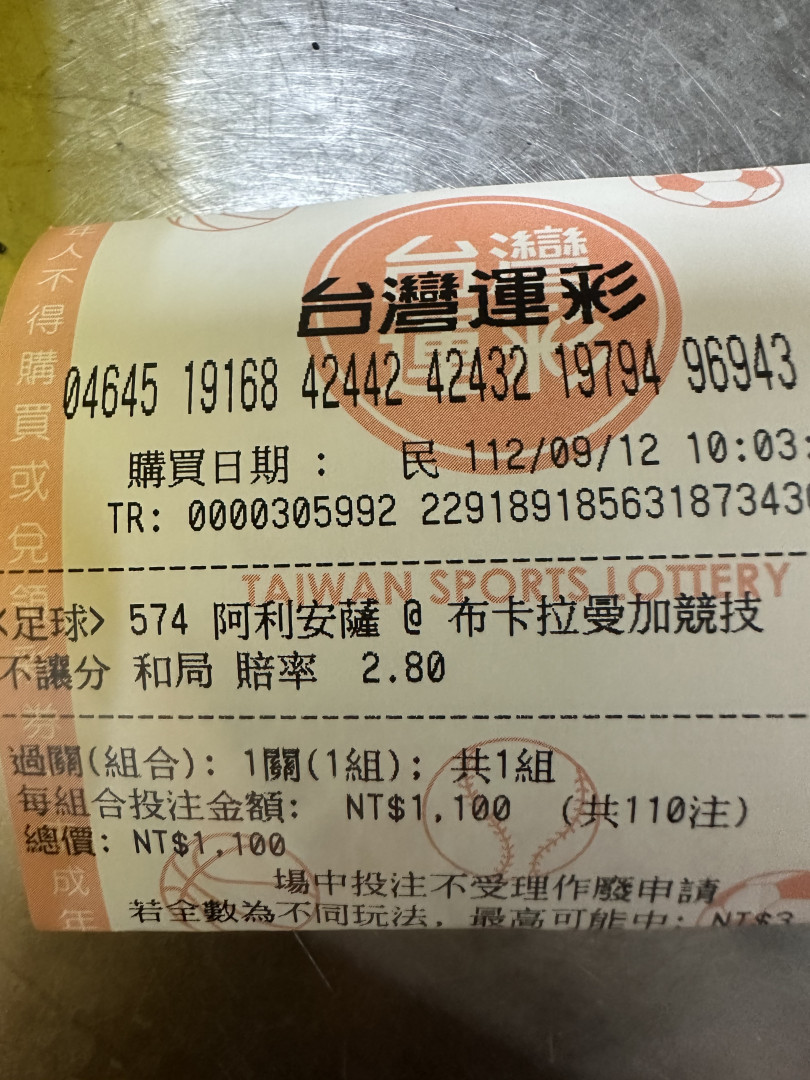 台灣運彩
04645 19168 42442 42432 19794 96943
購買日期： 民 112/09/12 10:03:
TR: 0000305992 229189185631873430
TAIWAN SPORTS LOTTERY
<足球> 574 阿利安薩 @ 布卡拉曼加競技
不讓分 和局 賠率 2.80
過關(組合): 1關(1組); 共1組
每組合投注金額: NT$1,100 (共110注)
總價: NT$1,100
場中投注不受理作廢申請
若全數為不同玩法, 最高可能中: NT$3
年人不得購買或兌領彩券
成年